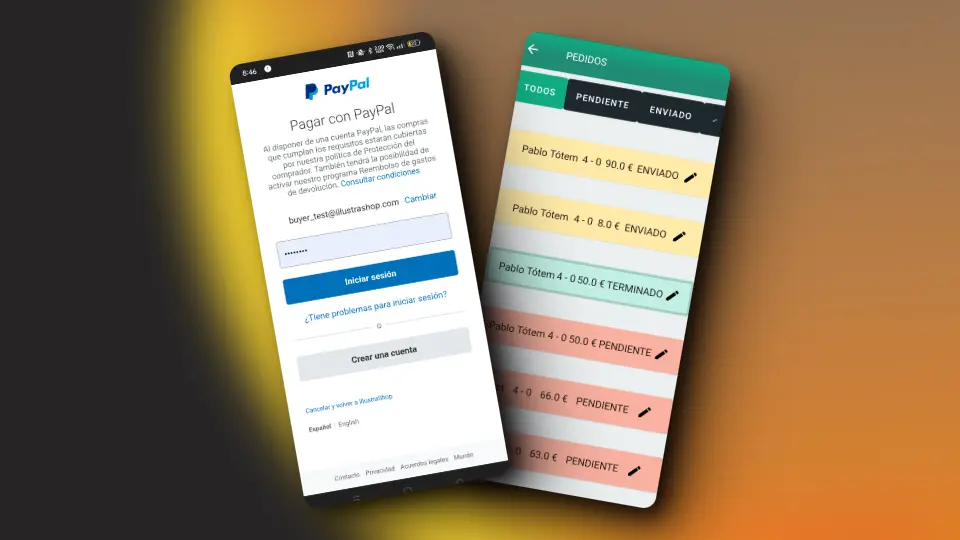 8:46
PayPal
Pagar con PayPal
Al disponer de una cuenta PayPal, las compras
que cumplan los requisitos estarán cubiertas
por nuestra política de Protección del
comprador. También tendrá la posibilidad de
activar nuestro programa Reembolso de gastos
de devolución. Consultar condiciones
buyer_test@illustrashop.com Cambiar
••••••••
Iniciar sesión
¿Tiene problemas para iniciar sesión?
o
Crear una cuenta
Cancelar y volver a illustraShop
Español | English
Contacto Privacidad Acuerdos legales Mundo
PEDIDOS
TODOS PENDIENTE ENVIADO
Pablo Tótem 4 - 0 90.0 € ENVIADO
Pablo Tótem 4 - 0 8.0 € ENVIADO
Pablo Tótem 4 - 0 50.0 € TERMINADO
Pablo Tótem 4 - 0 50.0 € PENDIENTE
4 - 0 66.0 € PENDIENTE
0 63.0 € PENDIENTE